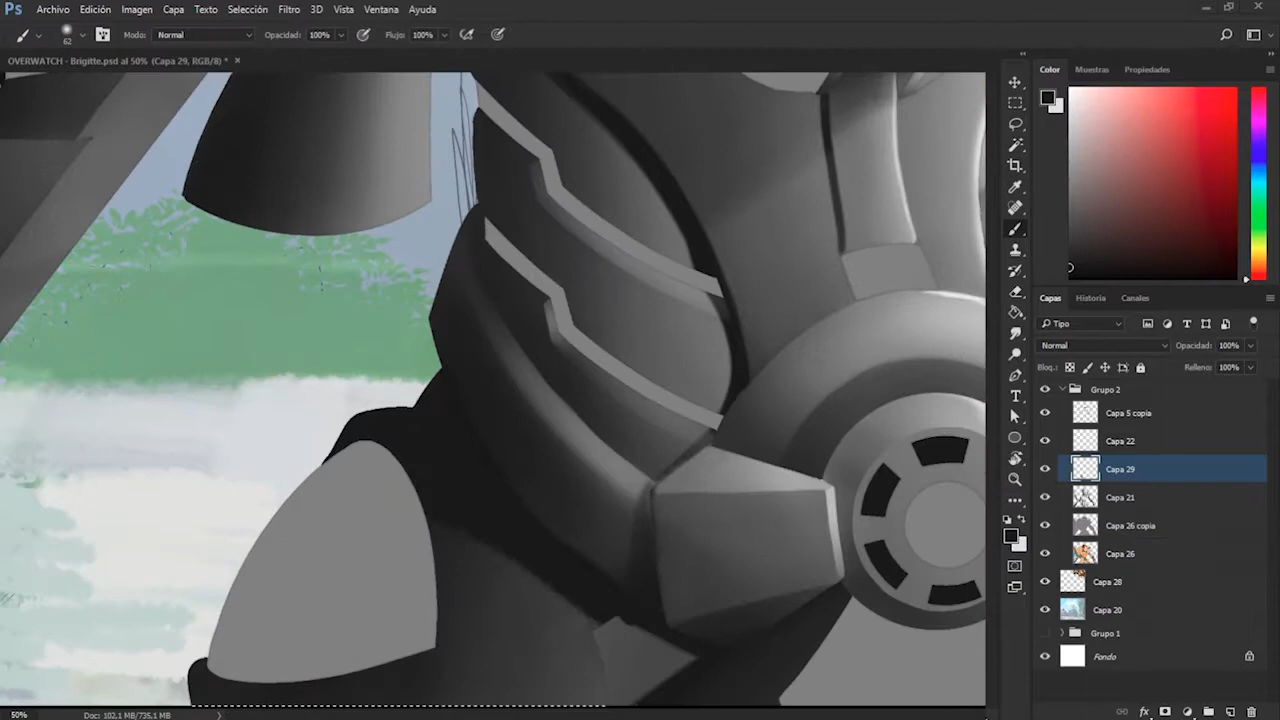 Ps Archivo Edición Imagen Capa Texto Selección Filtro 3D Vista Ventana Ayuda
62 Modo: Normal Opacidad: 100% Flujo: 100%
OVERWATCH - Brigitte.psd al 50% (Capa 29, RGB/8) * ×
Color Muestras Propiedades
Capas Historia Canales
Tipo
Normal Opacidad: 100%
Bloq.: Relleno: 100%
Grupo 2
Capa 5 copia
Capa 22
Capa 29
Capa 21
Capa 26 copia
Capa 26
Capa 28
Capa 20
Grupo 1
Fondo
50% Doc: 102,1 MB/735,1 MB